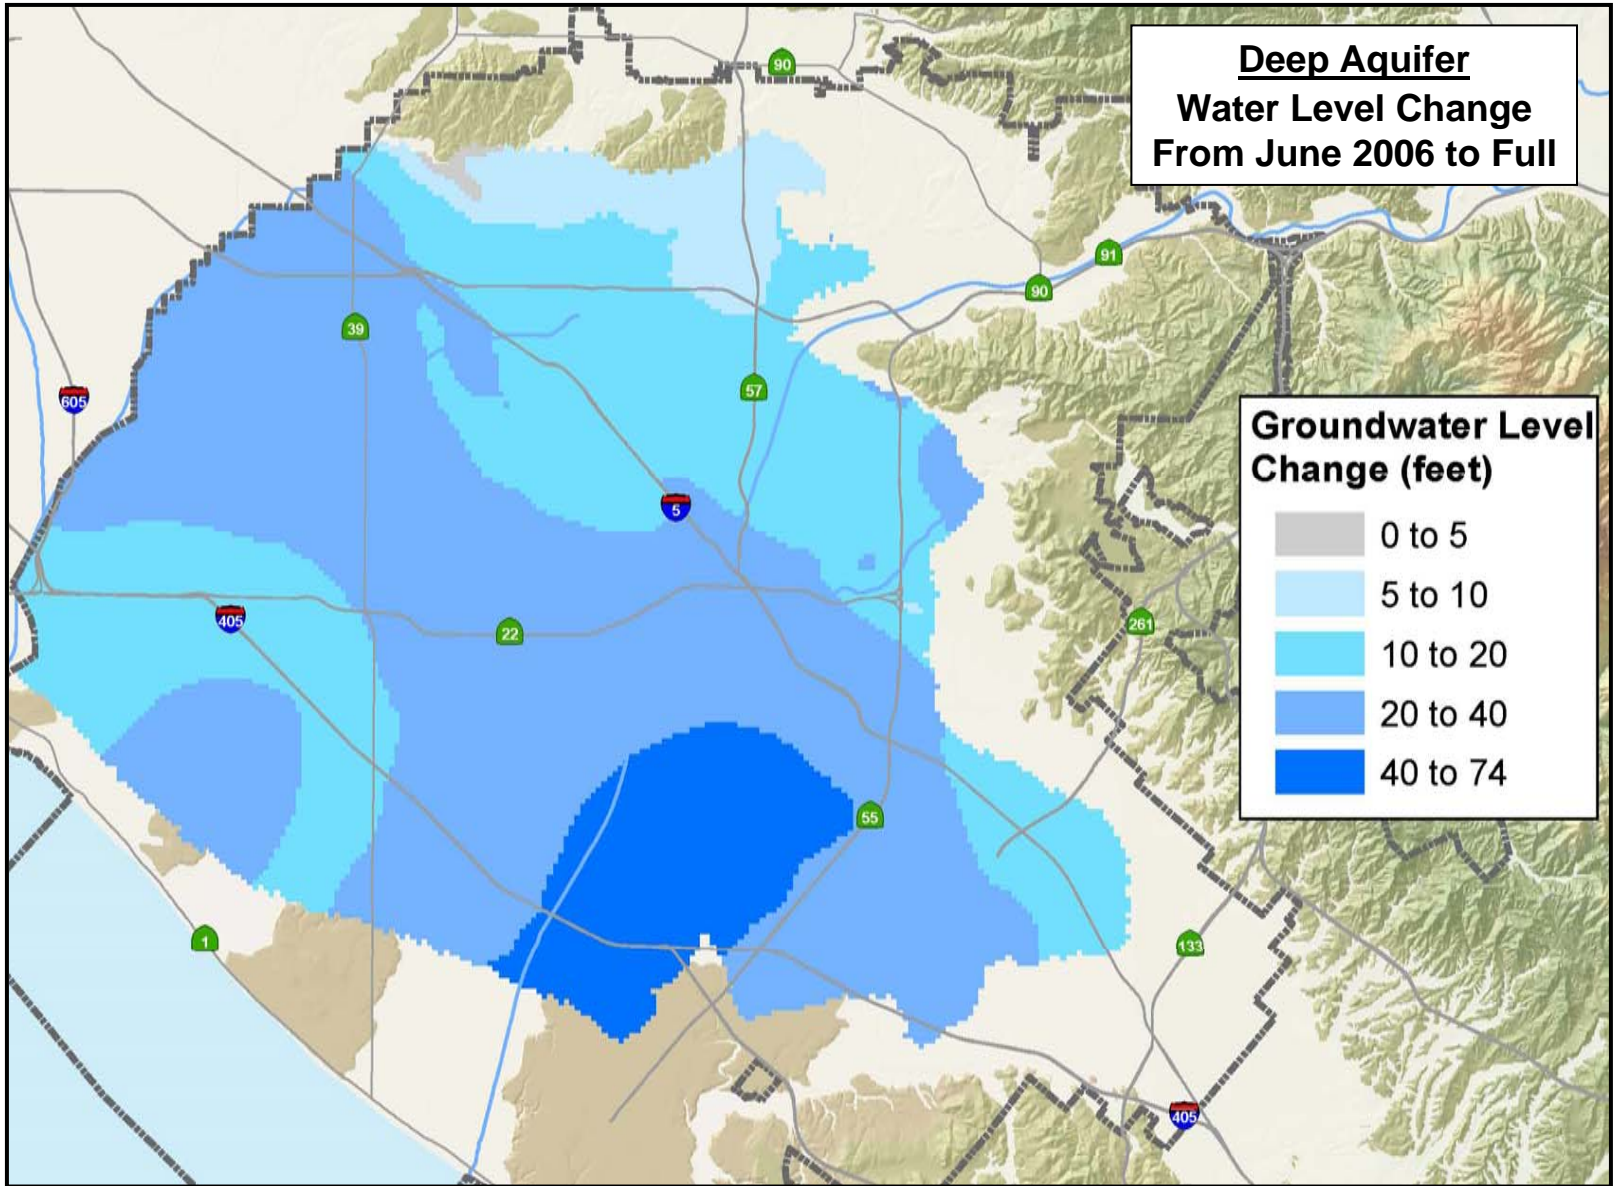 Deep Aquifer
Water Level Change
From June 2006 to Full
90
91
90
39
57
605
Groundwater Level
Change (feet)
0 to 5
5 to 10
10 to 20
20 to 40
40 to 74
5
405
22
261
55
1
133
405